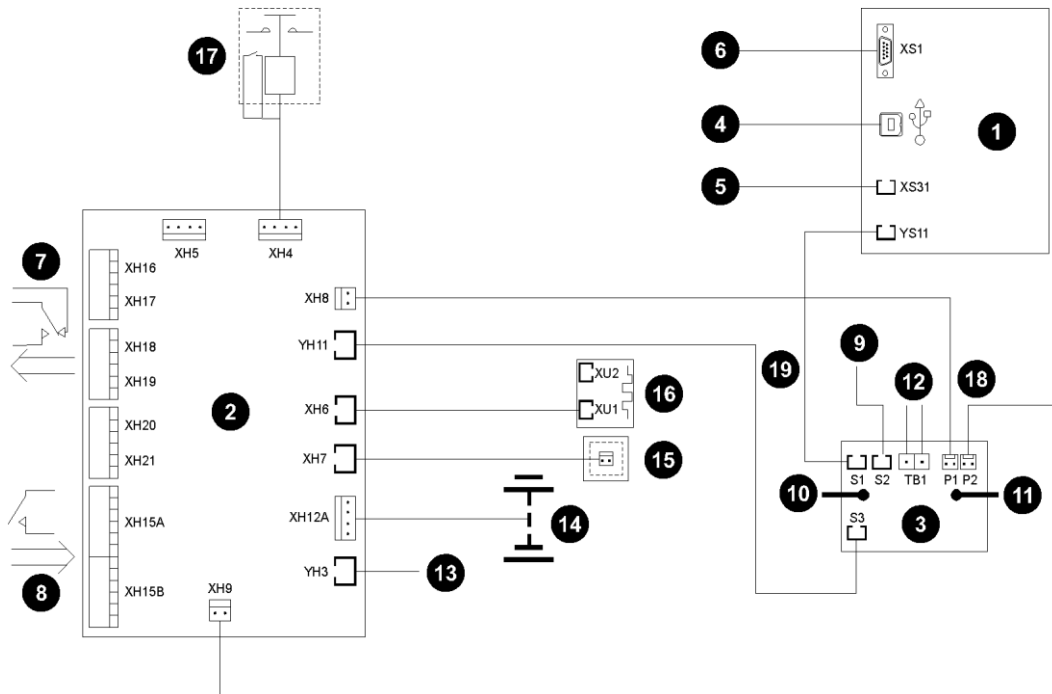 17
6
XS1
4
1
5
XS31
YS11
XH5
XH4
7
XH16
XH17
XH8
XH18
YH11
9
XH19
XU2
19
12
18
16
2
XH6
XU1
XH20
XH21
XH7
15
S1
S2
TB1
P1
P2
10
11
XH15A
XH12A
14
S3
3
8
XH15B
XH9
YH3
13